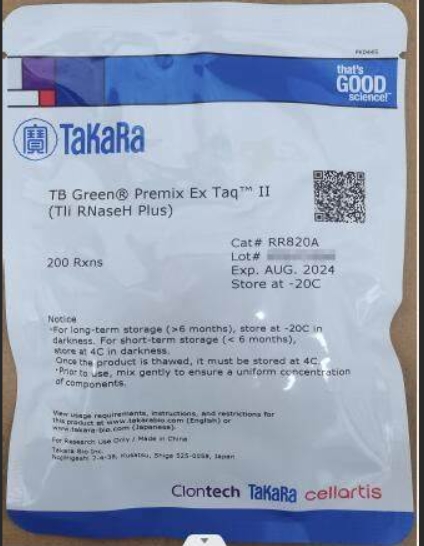 PK0445
that's
GOOD
science!™
寶 TaKaRa
TB Green® Premix Ex Taq™ II
(Tli RNaseH Plus)
Cat# RR820A
200 Rxns
Lot#
Exp. AUG. 2024
Store at -20C
Notice
･For long-term storage (>6 months), store at -20C in
darkness. For short-term storage (< 6 months),
store at 4C in darkness.
Once the product is thawed, it must be stored at 4C.
･Prior to use, mix gently to ensure a uniform concentration
of components.
View usage requirements, instructions, and restrictions for
this product at www.takarabio.com (English) or
www.takara-bio.com (Japanese).
For Research Use Only / Made in China
Takara Bio Inc.
Nojihigashi 7-4-38, Kusatsu, Shiga 525-0058, Japan
Clontech TaKaRa cellartis